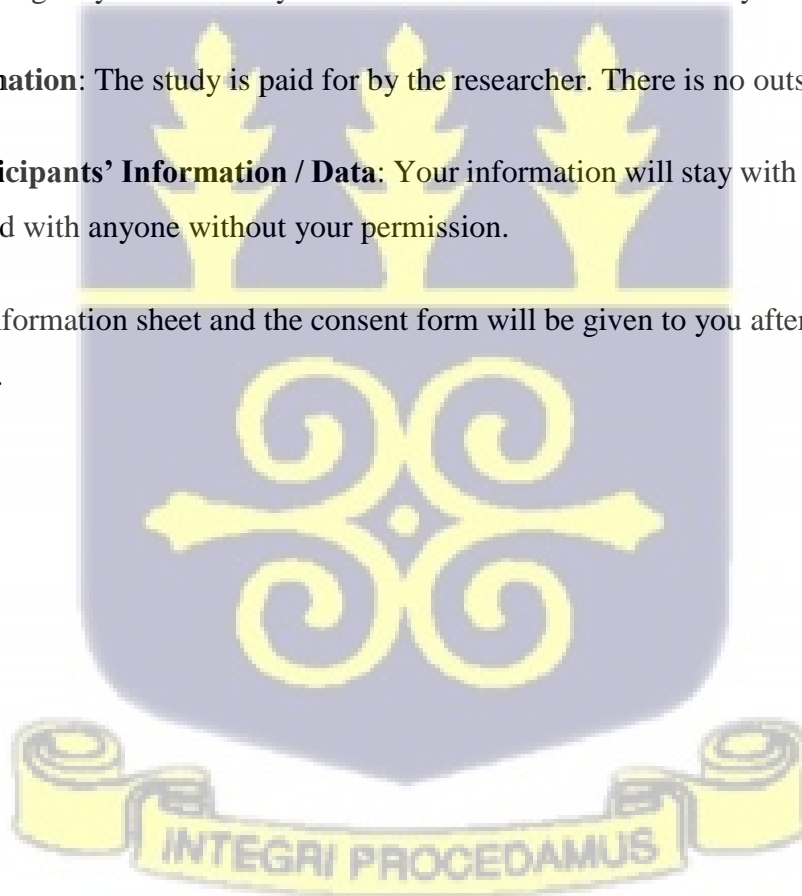 mation: The study is paid for by the researcher. There is no outs
icipants’ Information / Data: Your information will stay with
d with anyone without your permission.
nformation sheet and the consent form will be given to you after
INTEGRI PROCEDAMUS